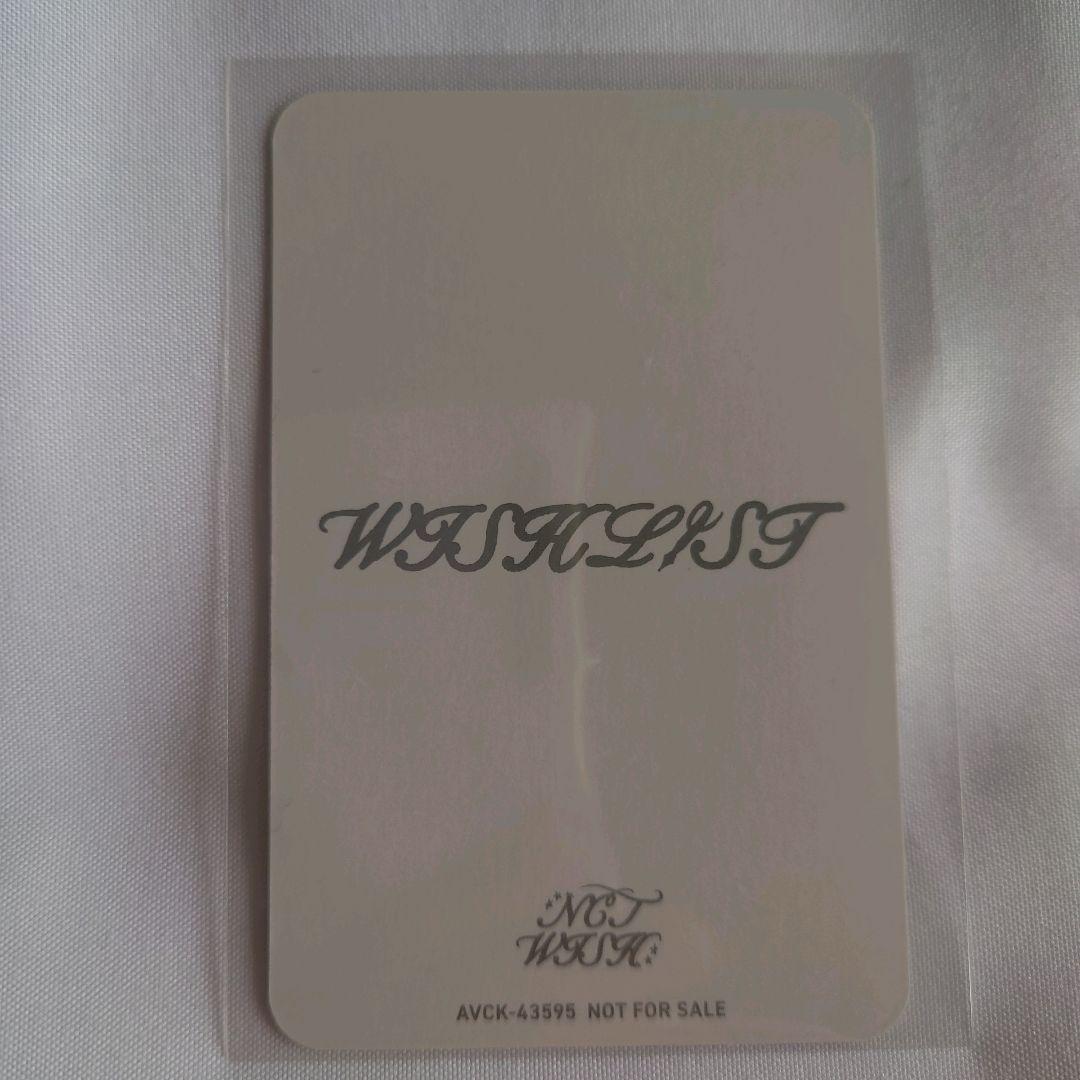 WISHLIST
NCT
WISH
AVCK-43595 NOT FOR SALE